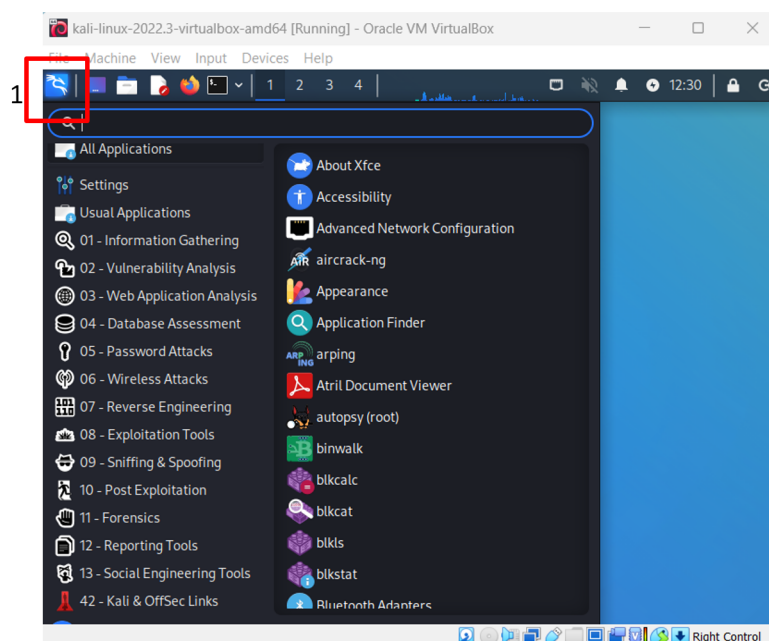 kali-linux-2022.3-virtualbox-amd64 [Running] - Oracle VM VirtualBox
File Machine View Input Devices Help
1
1 2 3 4 12:30
All Applications
Settings
Usual Applications
01 - Information Gathering
02 - Vulnerability Analysis
03 - Web Application Analysis
04 - Database Assessment
05 - Password Attacks
06 - Wireless Attacks
07 - Reverse Engineering
08 - Exploitation Tools
09 - Sniffing & Spoofing
10 - Post Exploitation
11 - Forensics
12 - Reporting Tools
13 - Social Engineering Tools
42 - Kali & OffSec Links
About Xfce
Accessibility
Advanced Network Configuration
AIR
aircrack-ng
Appearance
Application Finder
ARPING
arping
Atril Document Viewer
autopsy (root)
binwalk
blkcalc
blkcat
blkls
blkstat
Bluetooth Adapters
Right Control